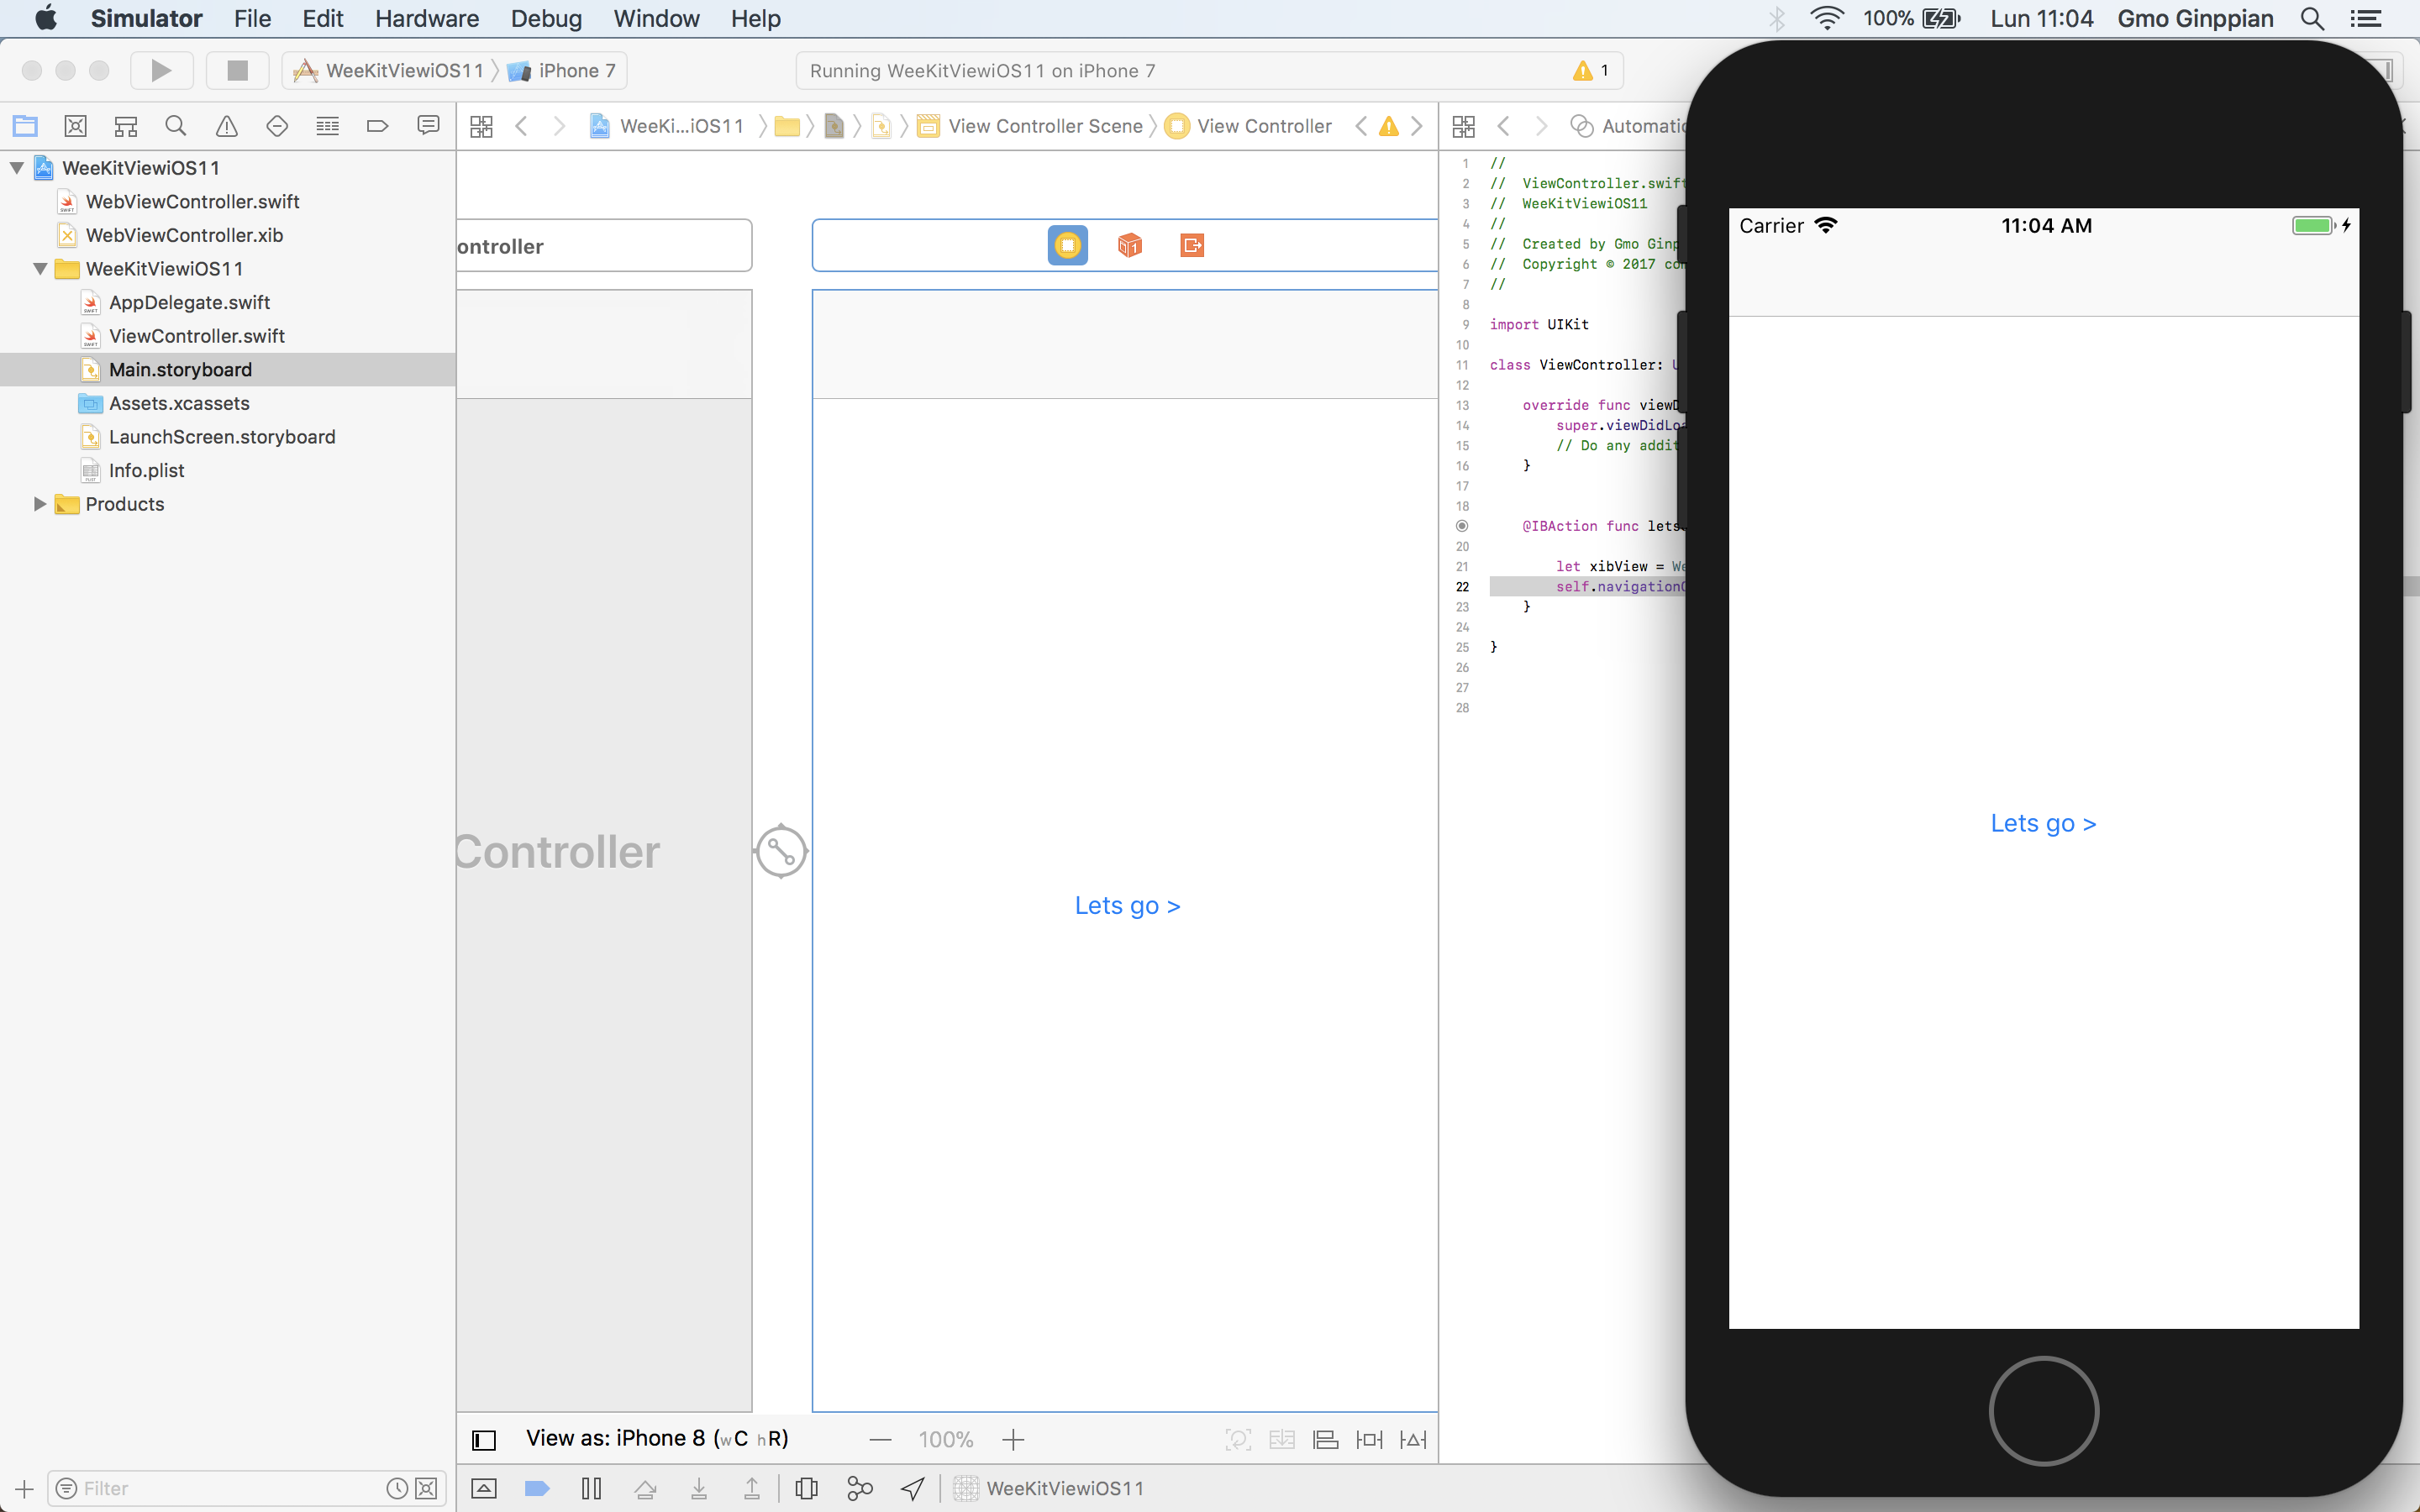 Simulator File Edit Hardware Debug Window Help 100% Lun 11:04 Gmo Ginppian
WeeKitViewiOS11 iPhone 7 Running WeeKitViewiOS11 on iPhone 7 1
WeeKi...iOS11 View Controller Scene View Controller Automatic
WeeKitViewiOS11
WebViewController.swift
WebViewController.xib
WeeKitViewiOS11
AppDelegate.swift
ViewController.swift
Main.storyboard
Assets.xcassets
LaunchScreen.storyboard
Info.plist
Products
Filter
ontroller
Controller
Lets go >
View as: iPhone 8 (wC hR) 100%
WeeKitViewiOS11
1 //
2 // ViewController.swift
3 // WeeKitViewiOS11
4 //
5 // Created by Gmo Ginp
6 // Copyright © 2017 co
7 //
8
9 import UIKit
10
11 class ViewController: U
12
13 override func viewD
14 super.viewDidLoa
15 // Do any addit
16 }
17
18
@IBAction func lets
20
21 let xibView = We
22 self.navigationC
23 }
24
25 }
26
27
28
Carrier 11:04 AM
Lets go >